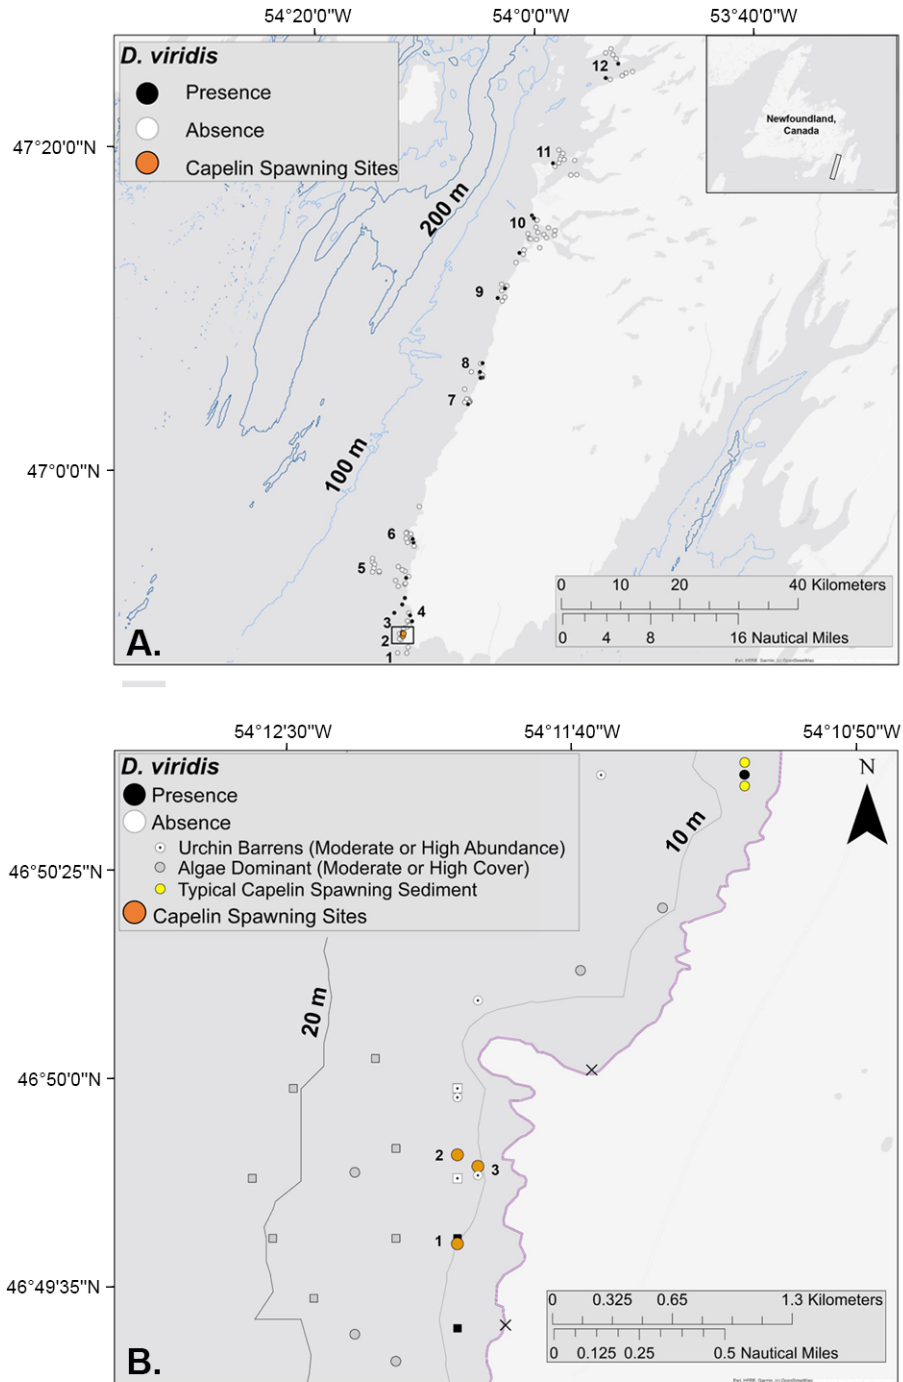 54°20'0"W 54°0'0"W 53°40'0"W
D. viridis
Presence
Absence
Capelin Spawning Sites
Newfoundland,
Canada
12
47°20'0"N
11
200 m
10
9
8
7
47°0'0"N
100 m
6
5
4
3
2
1
0 10 20 40 Kilometers
0 4 8 16 Nautical Miles
A.
54°12'30"W 54°11'40"W 54°10'50"W
D. viridis
Presence
Absence
Urchin Barrens (Moderate or High Abundance)
Algae Dominant (Moderate or High Cover)
Typical Capelin Spawning Sediment
Capelin Spawning Sites
N
10 m
46°50'25"N
20 m
46°50'0"N
2
3
1
46°49'35"N
0 0.325 0.65 1.3 Kilometers
0 0.125 0.25 0.5 Nautical Miles
B.